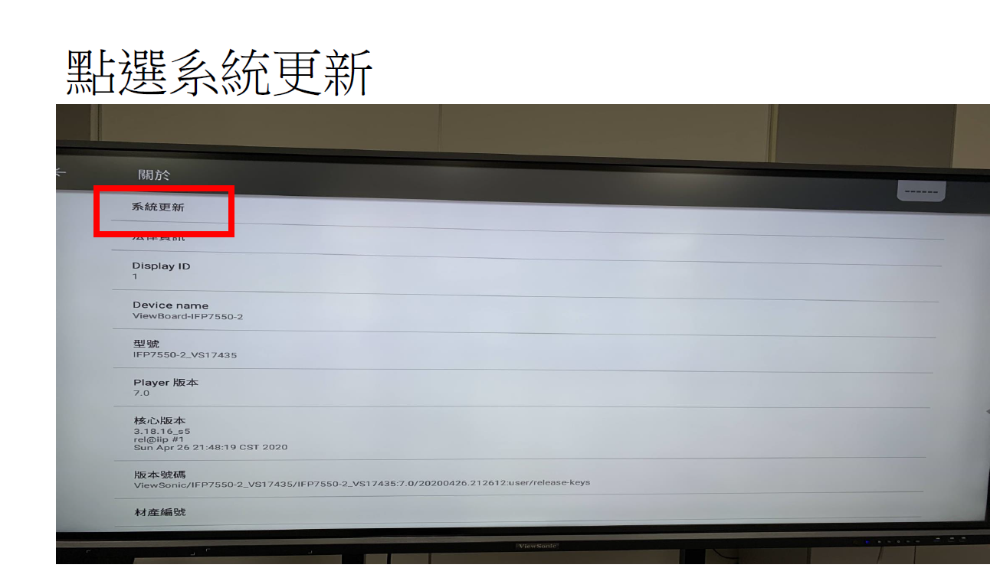 點選系統更新
關於
------
系統更新
法律資訊
Display ID
1
Device name
ViewBoard-IFP7550-2
型號
IFP7550-2_VS17435
Player 版本
7.0
核心版本
3.18.16_s5
rel@iip #1
Sun Apr 26 21:48:19 CST 2020
版本號碼
ViewSonic/IFP7550-2_VS17435/IFP7550-2_VS17435:7.0/20200426.212612:user/release-keys
材產編號
ViewSonic